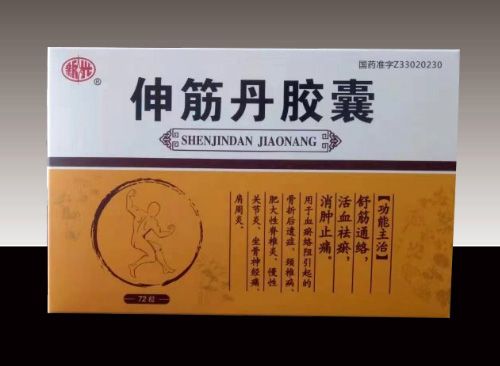 新光
®
国药准字Z33020230
伸筋丹胶囊
SHENJINDAN JIAONANG
【功能主治】
舒筋通络，
活血祛瘀，
消肿止痛。
用于血瘀络阻引起的
骨折后遗症、颈椎病、
肥大性脊椎炎、慢性
关节炎、坐骨神经痛、
肩周炎。
72粒